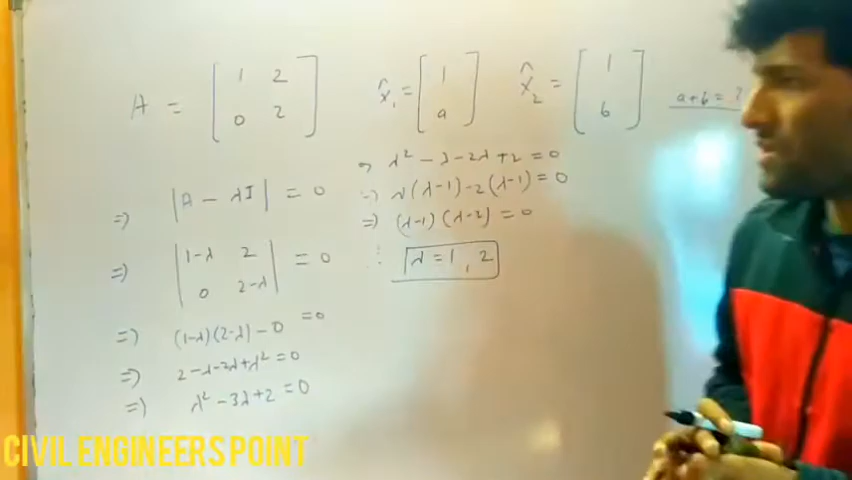 A = [ 1 2 ; 0 2 ]   x̂₁ = [ 1 ; a ]   x̂₂ = [ 1 ; b ]   a+b = ?
⇒ |A - λI| = 0
⇒ | 1-λ 2 ; 0 2-λ | = 0
⇒ (1-λ)(2-λ) - 0 = 0
⇒ 2-λ-2λ+λ² = 0
⇒ λ² - 3λ + 2 = 0
⇒ λ² - λ - 2λ + 2 = 0
⇒ λ(λ-1) - 2(λ-1) = 0
⇒ (λ-1)(λ-2) = 0
∴ λ = 1, 2
CIVIL ENGINEERS POINT